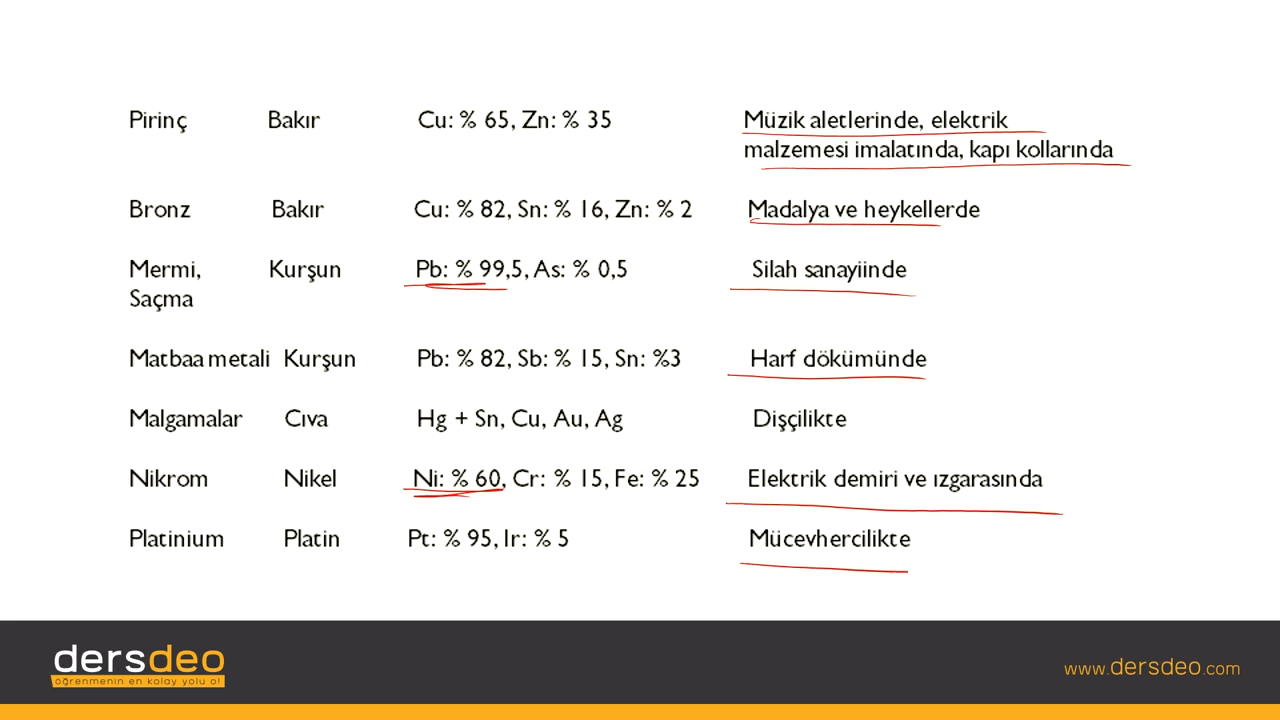 Pirinç Bakır Cu: % 65, Zn: % 35 Müzik aletlerinde, elektrik
malzemesi imalatında, kapı kollarında
Bronz Bakır Cu: % 82, Sn: % 16, Zn: % 2 Madalya ve heykellerde
Mermi, Kurşun Pb: % 99,5, As: % 0,5 Silah sanayiinde
Saçma
Matbaa metali Kurşun Pb: % 82, Sb: % 15, Sn: %3 Harf dökümünde
Malgamalar Cıva Hg + Sn, Cu, Au, Ag Dişçilikte
Nikrom Nikel Ni: % 60, Cr: % 15, Fe: % 25 Elektrik demiri ve ızgarasında
Platinium Platin Pt: % 95, Ir: % 5 Mücevhercilikte
dersdeo
öğrenmenin en kolay yolu o!
www.dersdeo.com